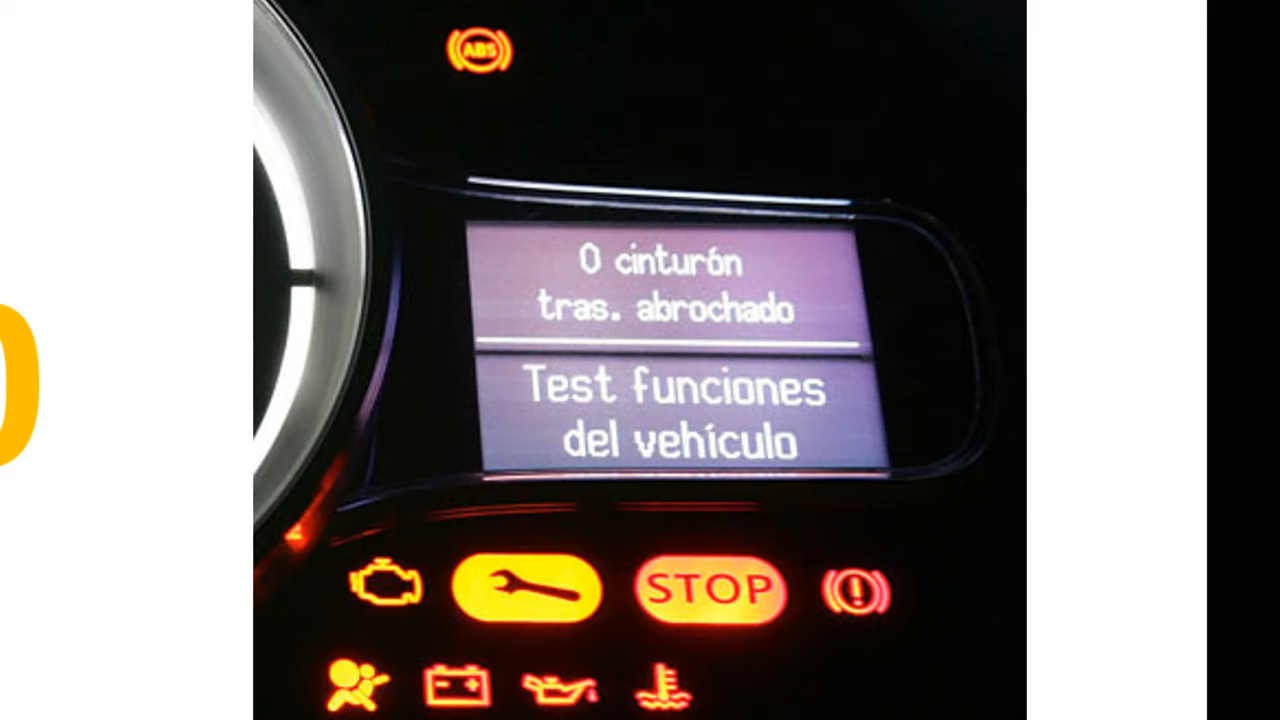 ABS
0 cinturón
tras. abrochado
Test funciones
del vehículo
STOP